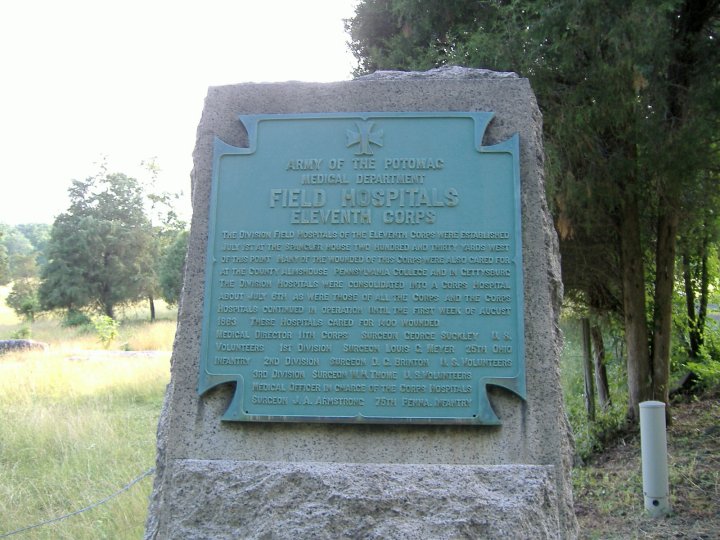 ARMY OF THE POTOMAC
MEDICAL DEPARTMENT
FIELD HOSPITALS
ELEVENTH CORPS
THE DIVISION FIELD HOSPITALS OF THE ELEVENTH CORPS WERE ESTABLISHED
JULY 1ST AT THE SPANGLER HOUSE TWO HUNDRED AND THIRTY YARDS WEST
OF THIS POINT MANY OF THE WOUNDED OF THIS CORPS WERE ALSO CARED FOR
AT THE COUNTY ALMSHOUSE PENNSYLVANIA COLLEGE AND IN GETTYSBURG
THE DIVISION HOSPITALS WERE CONSOLIDATED INTO A CORPS HOSPITAL
ABOUT JULY 6TH AS WERE THOSE OF ALL THE CORPS AND THE CORPS
HOSPITALS CONTINUED IN OPERATION UNTIL THE FIRST WEEK OF AUGUST
1863 THESE HOSPITALS CARED FOR 1400 WOUNDED
MEDICAL DIRECTOR 11TH CORPS SURGEON GEORGE SUCKLEY U.S.
VOLUNTEERS 1ST DIVISION SURGEON LOUIS G. MEYER 25TH OHIO
INFANTRY 2ND DIVISION SURGEON D.G. BRINTON U.S. VOLUNTEERS
3RD DIVISION SURGEON W.H. THOME U.S. VOLUNTEERS
MEDICAL OFFICER IN CHARGE OF THE CORPS HOSPITALS
SURGEON J.A. ARMSTRONG 75TH PENNA. INFANTRY